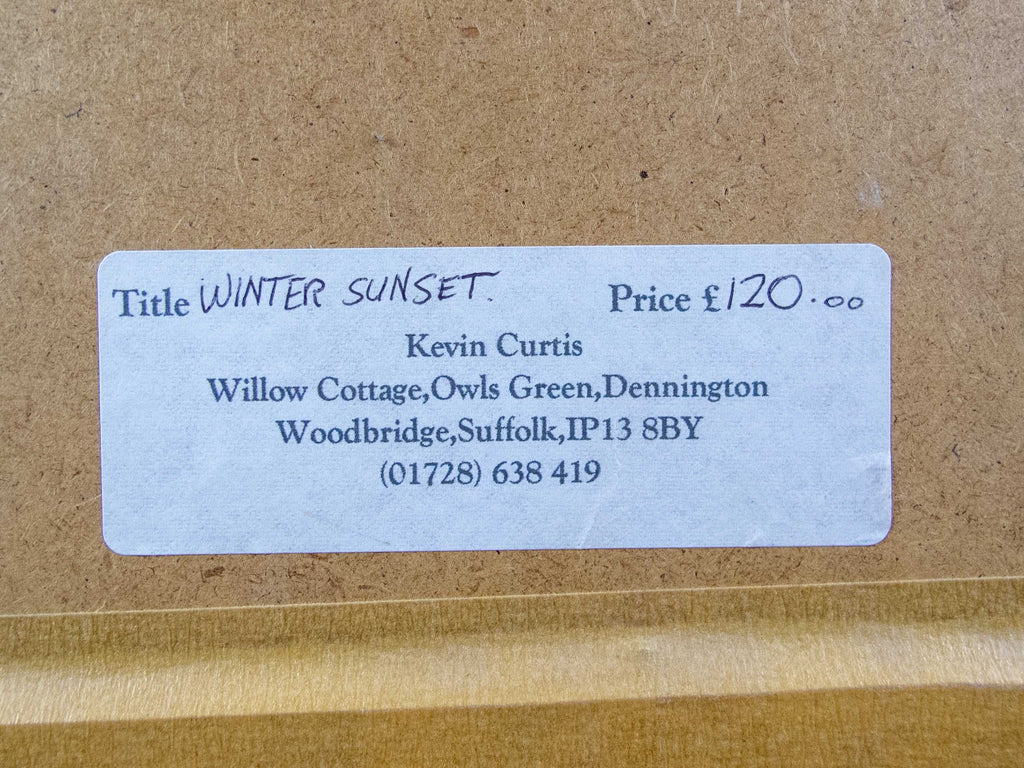 Title WINTER SUNSET. Price £120.00
Kevin Curtis
Willow Cottage,Owls Green,Dennington
Woodbridge,Suffolk,IP13 8BY
(01728) 638 419